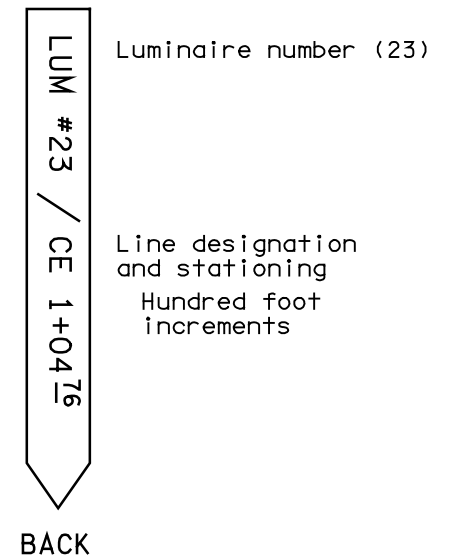 LUM #23 / CE 1+04 76
Luminaire number (23)
Line designation
and stationing
Hundred foot
increments
BACK